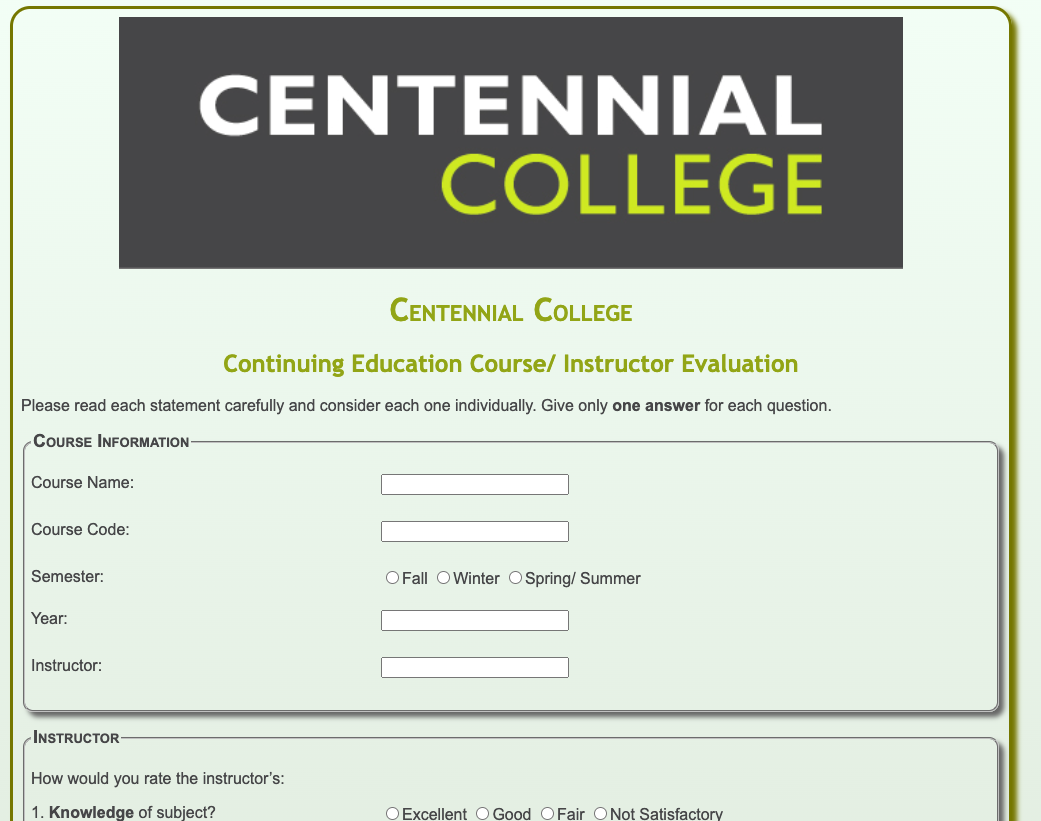 CENTENNIAL
COLLEGE
Centennial College
Continuing Education Course/ Instructor Evaluation
Please read each statement carefully and consider each one individually. Give only one answer for each question.
Course Information
Course Name:
Course Code:
Semester: Fall Winter Spring/ Summer
Year:
Instructor:
Instructor
How would you rate the instructor’s:
1. Knowledge of subject? Excellent Good Fair Not Satisfactory